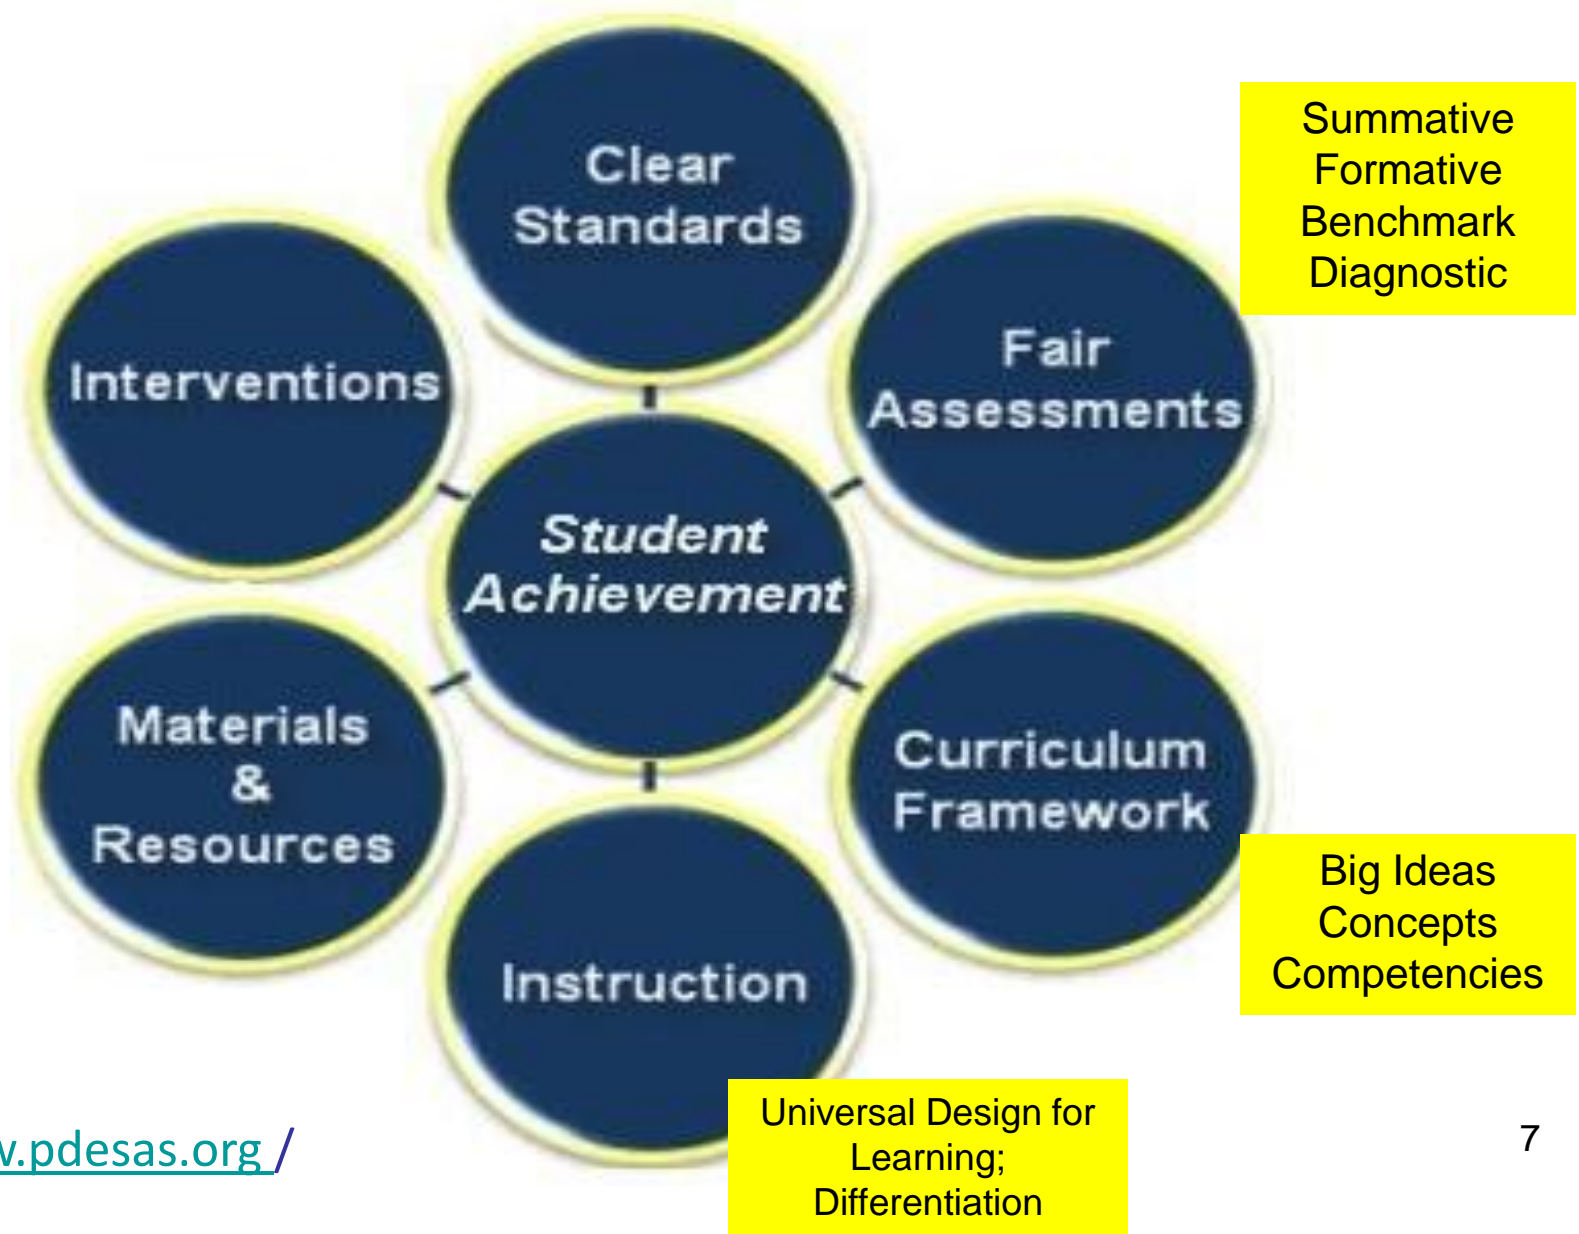 Clear
Standards
Summative
Formative
Benchmark
Diagnostic
Fair
Assessments
Interventions
Student
Achievement
Materials
&
Resources
Curriculum
Framework
Big Ideas
Concepts
Competencies
Instruction
Universal Design for
Learning;
Differentiation
.pdesas.org /
7